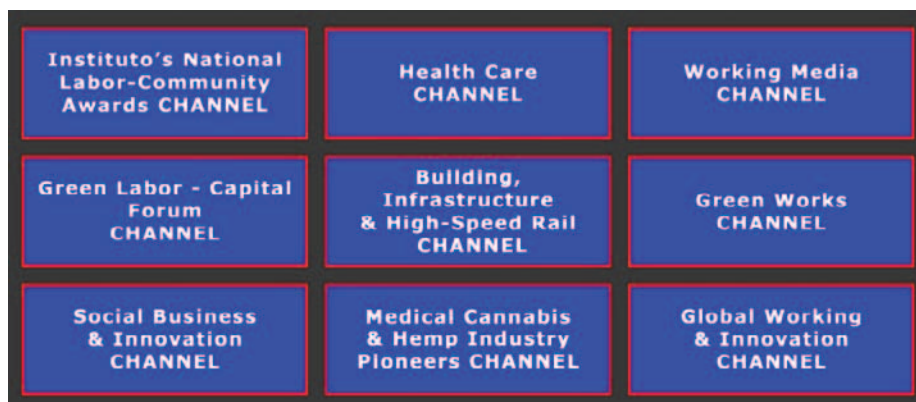 Instituto's National
Labor-Community
Awards CHANNEL
Health Care
CHANNEL
Working Media
CHANNEL
Green Labor - Capital
Forum
CHANNEL
Building,
Infrastructure
& High-Speed Rail
CHANNEL
Green Works
CHANNEL
Social Business
& Innovation
CHANNEL
Medical Cannabis
& Hemp Industry
Pioneers CHANNEL
Global Working
& Innovation
CHANNEL